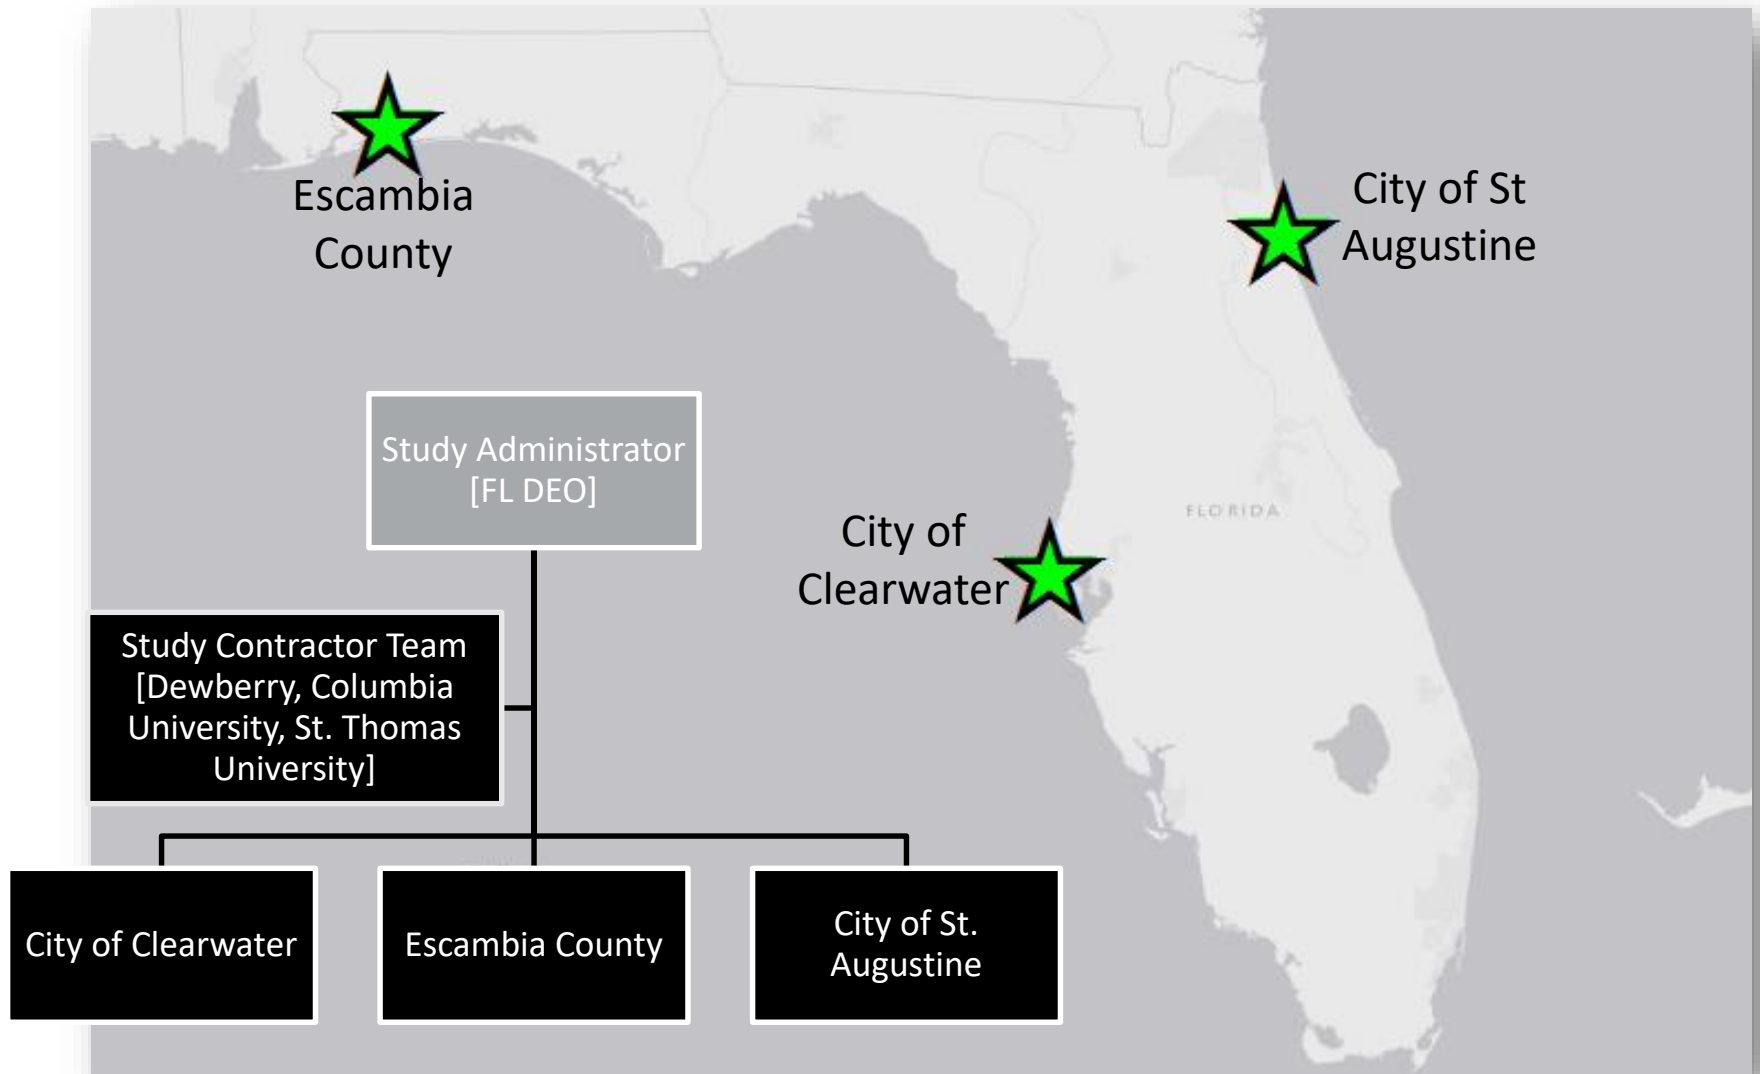 Escambia
County
City of St
Augustine
Study Administrator
[FL DEO]
City of
Clearwater
FLORIDA
Study Contractor Team
[Dewberry, Columbia
University, St. Thomas
University]
City of Clearwater
Escambia County
City of St.
Augustine